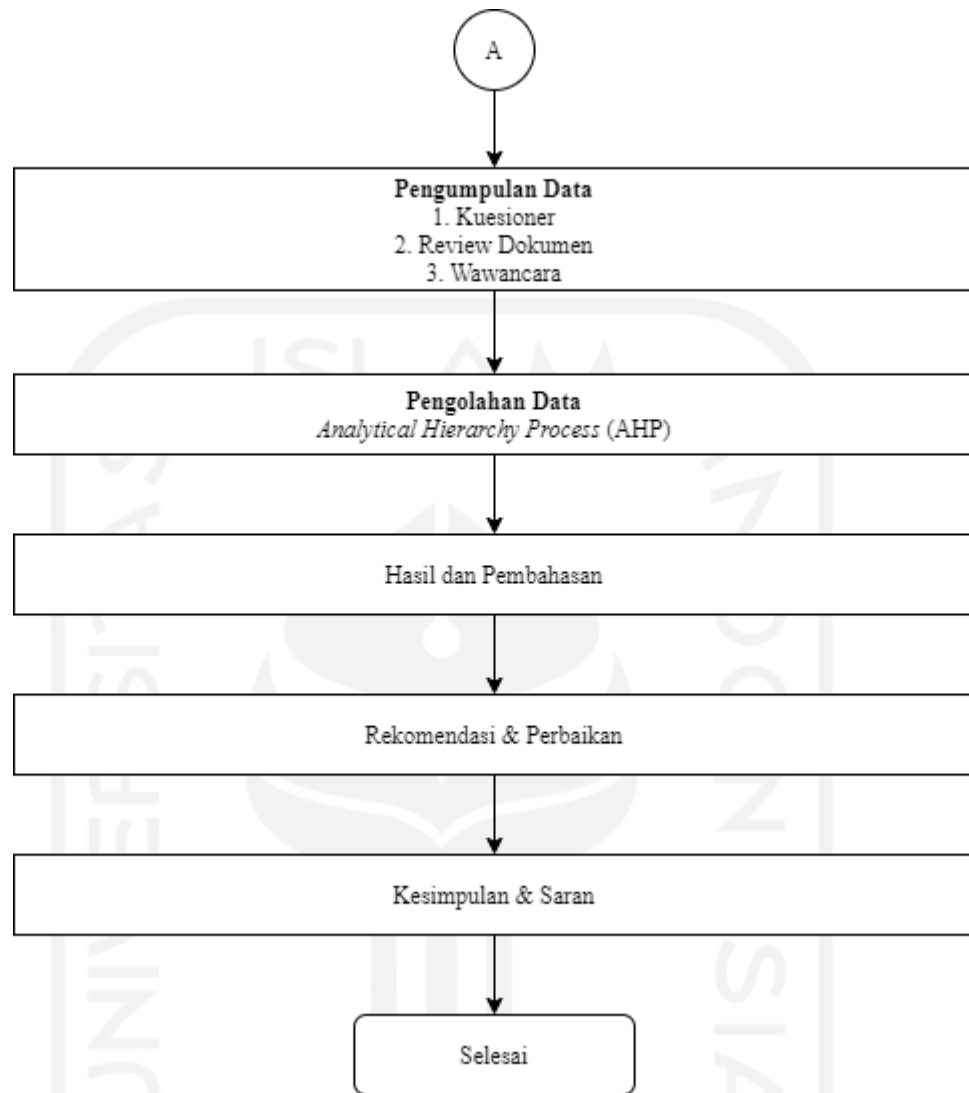 A
Pengumpulan Data
1. Kuesioner
2. Review Dokumen
3. Wawancara
Pengolahan Data
Analytical Hierarchy Process (AHP)
Hasil dan Pembahasan
Rekomendasi & Perbaikan
Kesimpulan & Saran
Selesai